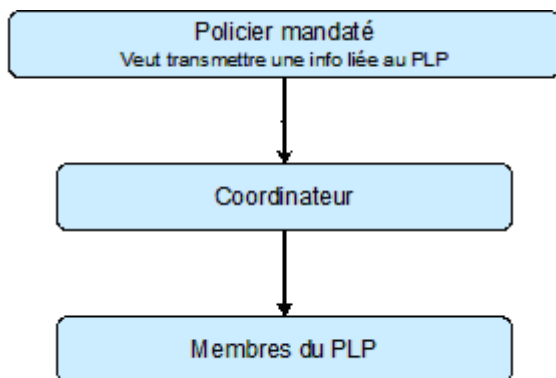 Policier mandaté
Veut transmettre une info liée au PLP
Coordinateur
Membres du PLP